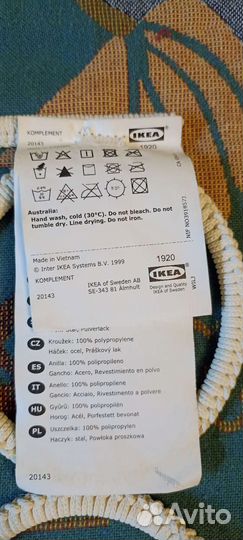 KOMPLEMENT
IKEA
20143
1920
Australia:
Hand wash, cold (30°C). Do not bleach. Do not
tumble dry. Line drying. Do not iron.
Made in Vietnam
© Inter IKEA Systems B.V. 1999
1920
KOMPLEMENT
IKEA of Sweden AB
SE-343 81 Älmhult
IKEA
Design and Quality
IKEA of Sweden
20143
Pulverlack
CZ
Kroužek: 100% polypropylene
Háček: ocel, Práškový lak
ES
Anilla: 100% polipropileno
Gancho: Acero, Revestimiento en polvo
IT
Anello: 100% polipropilene
Gancio: Acciaio, Rivestimento a polvere
HU
Gyűrű: 100% polipropilén
Horog: Acél, Porfestett bevonat
PL
Uszczelka: 100% polipropylen
Haczyk: stal, Powłoka proszkowa
20143
Avito